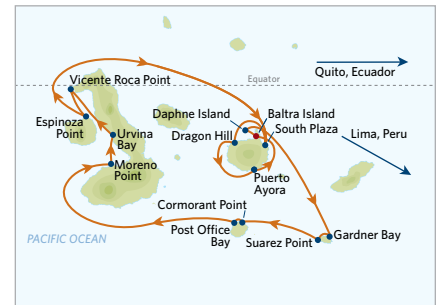 Vicente Roca Point
Equator
Quito, Ecuador
Daphne Island
Baltra Island
Espinoza
Point
Dragon Hill
South Plaza
Urvina
Bay
Lima, Peru
Moreno
Point
Puerto
Ayora
Cormorant Point
PACIFIC OCEAN
Post Office
Bay
Suarez Point
Gardner Bay